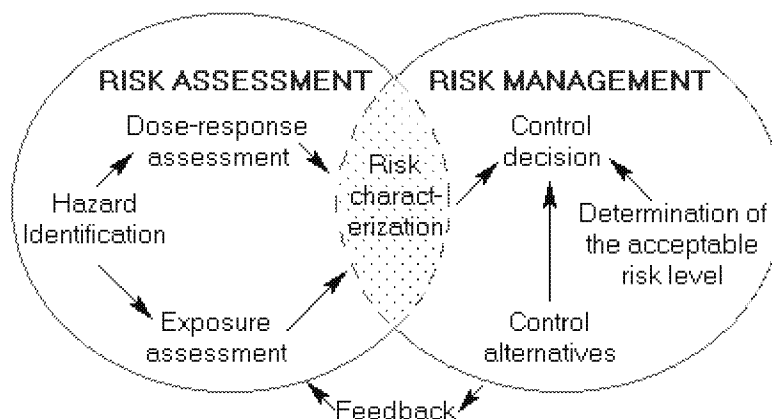 RISK ASSESSMENT
Dose-response
assessment
Hazard
Identification
Exposure
assessment
Risk
charact-
erization
RISK MANAGEMENT
Control
decision
Determination of
the acceptable
risk level
Control
alternatives
Feedback